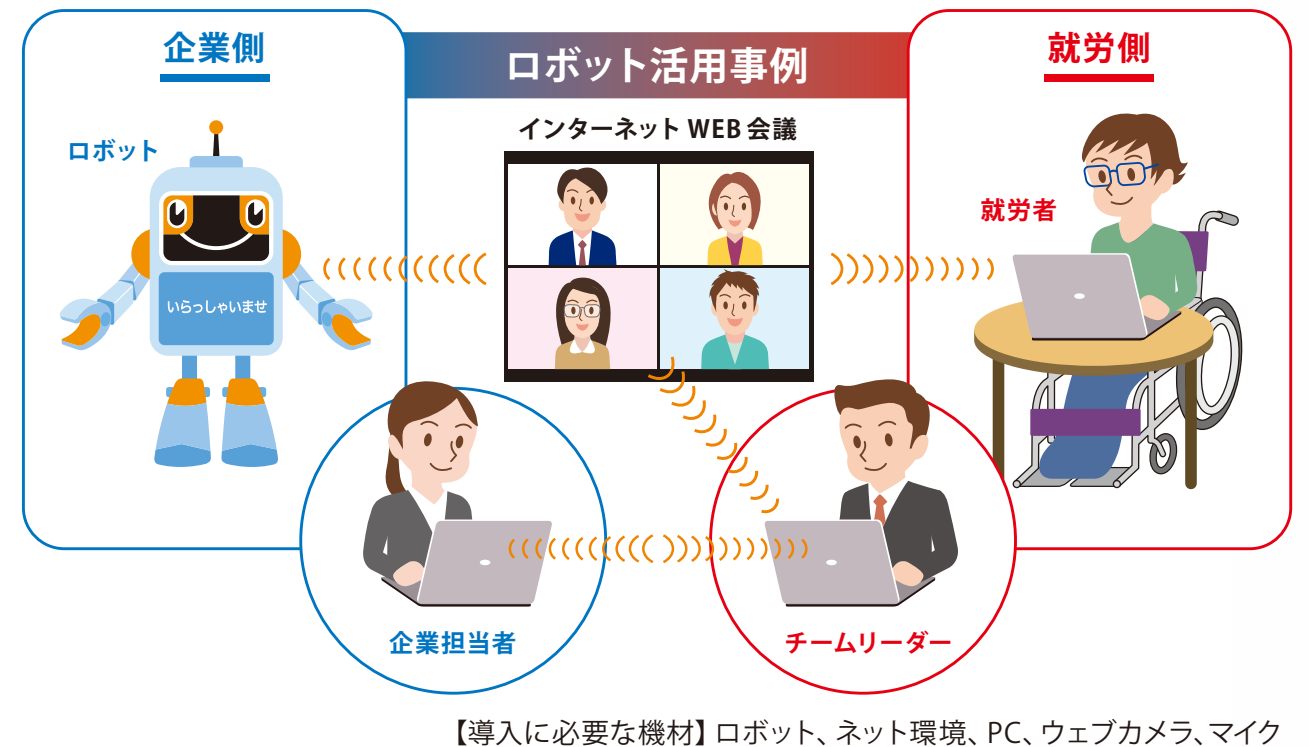 企業側
ロボット活用事例
就労側
インターネット WEB 会議
ロボット
就労者
いらっしゃいませ
企業担当者
チームリーダー
【導入に必要な機材】ロボット、ネット環境、PC、ウェブカメラ、マイク